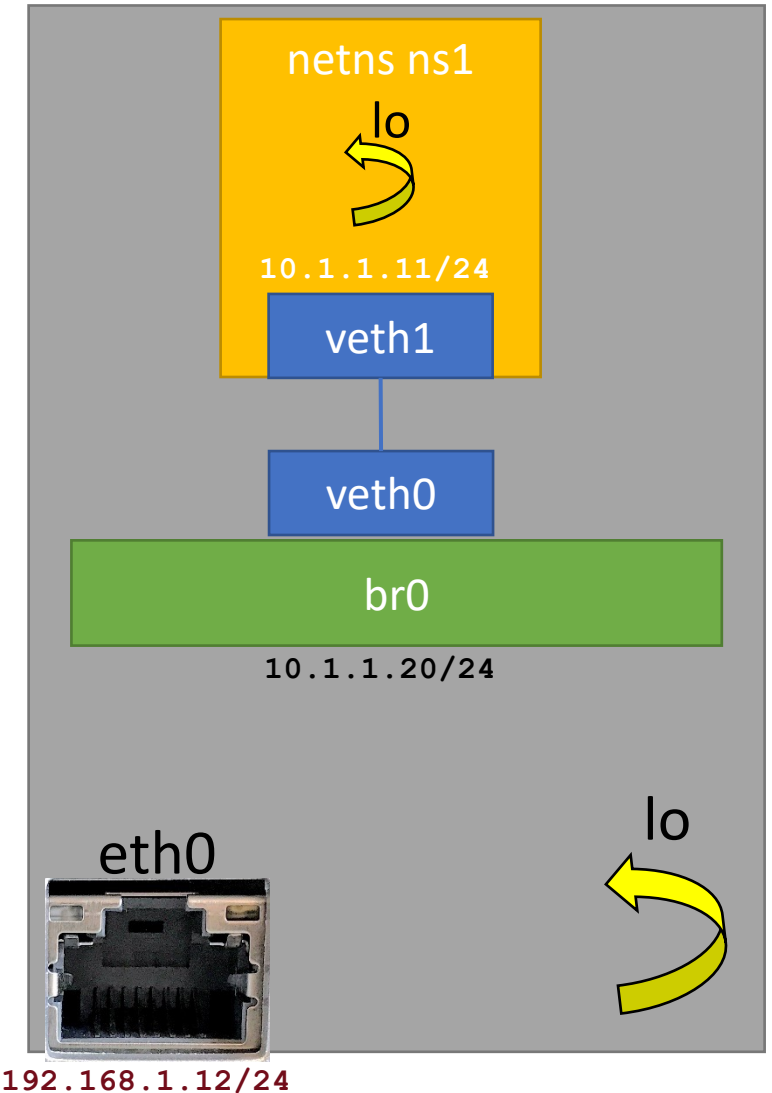 netns ns1
lo
10.1.1.11/24
veth1
veth0
br0
10.1.1.20/24
lo
eth0
192.168.1.12/24